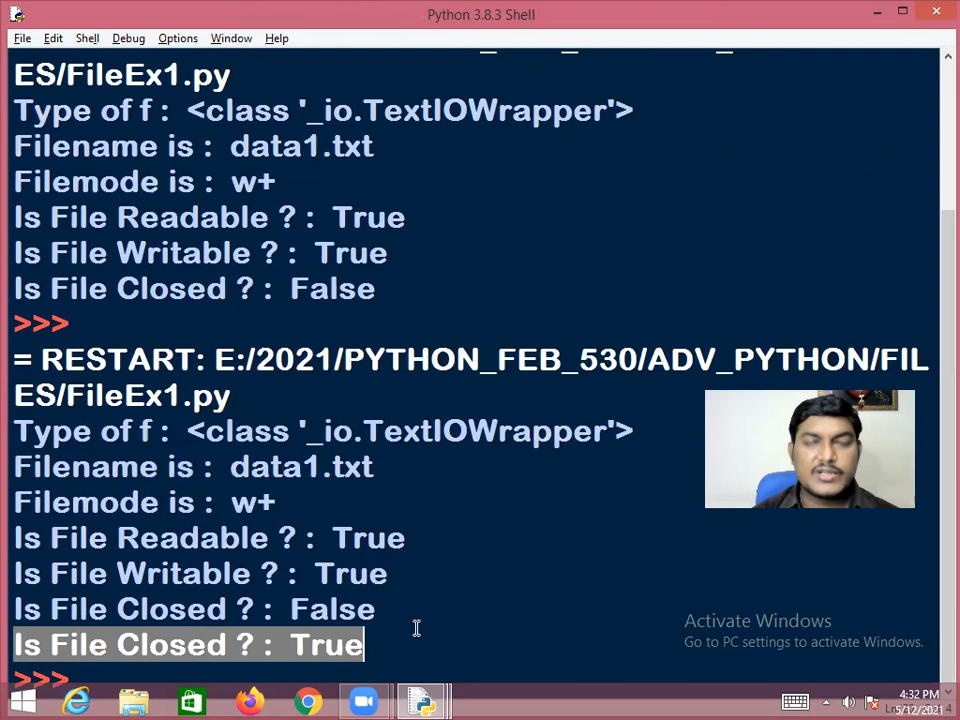 Python 3.8.3 Shell
File Edit Shell Debug Options Window Help
ES/FileEx1.py
Type of f :  <class '_io.TextIOWrapper'>
Filename is :  data1.txt
Filemode is :  w+
Is File Readable ? :  True
Is File Writable ? :  True
Is File Closed ? :  False
>>>
= RESTART: E:/2021/PYTHON_FEB_530/ADV_PYTHON/FIL
ES/FileEx1.py
Type of f :  <class '_io.TextIOWrapper'>
Filename is :  data1.txt
Filemode is :  w+
Is File Readable ? :  True
Is File Writable ? :  True
Is File Closed ? :  False
Is File Closed ? :  True
>>>
Activate Windows
Go to PC settings to activate Windows.
4:32 PM
5/12/2021